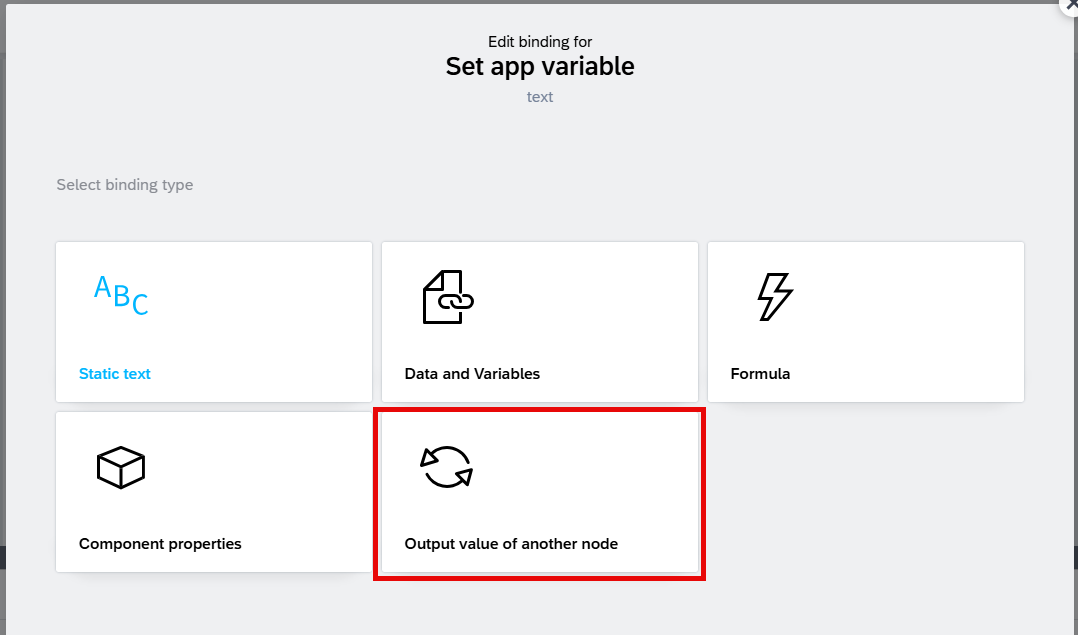 Edit binding for
Set app variable
text
Select binding type
ABC
Static text
Data and Variables
Formula
Component properties
Output value of another node